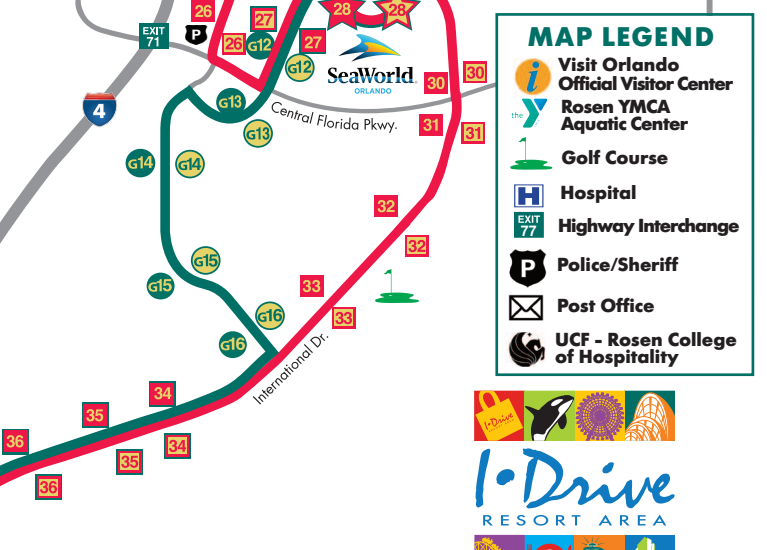 26
28
28
27
EXIT
71
P
26
G12
27
G12
SeaWorld
ORLANDO
30
30
4
G13
Central Florida Pkwy.
G13
31
31
G14
G14
32
32
G15
G15
33
33
G16
G16
International Dr.
34
35
34
36
35
36
MAP LEGEND
Visit Orlando
Official Visitor Center
the Y
Rosen YMCA
Aquatic Center
Golf Course
H
Hospital
EXIT
77
Highway Interchange
P
Police/Sheriff
Post Office
UCF - Rosen College
of Hospitality
I•Drive
I•Drive
RESORT AREA